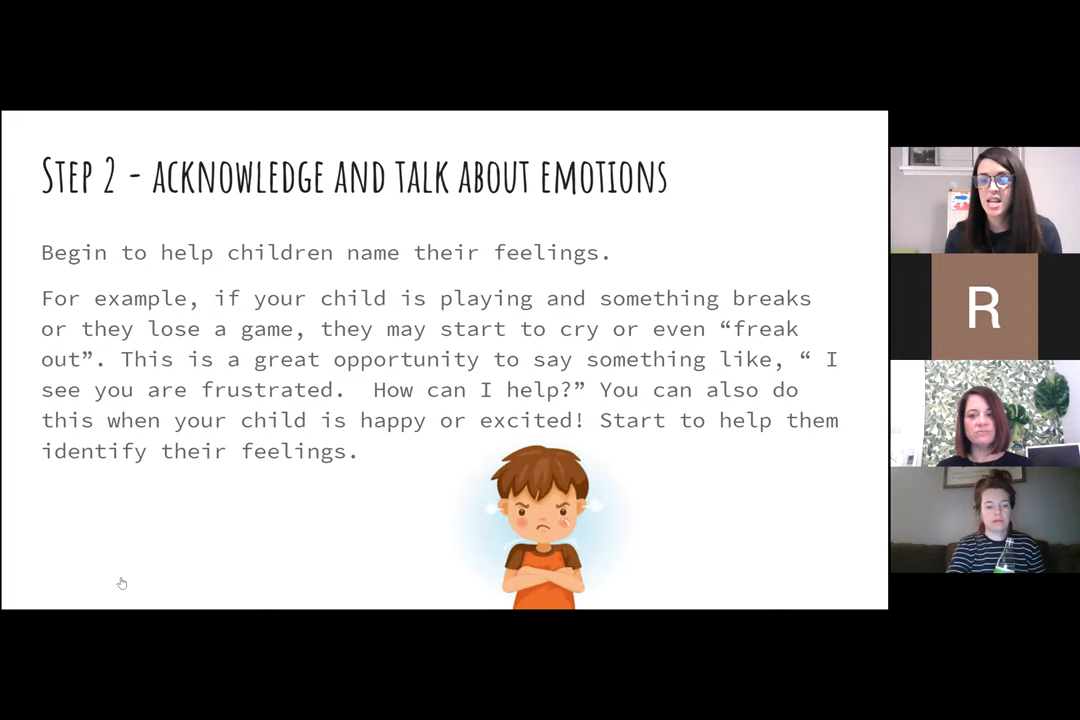 STEP 2 - ACKNOWLEDGE AND TALK ABOUT EMOTIONS
Begin to help children name their feelings.
For example, if your child is playing and something breaks
or they lose a game, they may start to cry or even “freak
out”. This is a great opportunity to say something like, “ I
see you are frustrated.  How can I help?” You can also do
this when your child is happy or excited! Start to help them
identify their feelings.
R